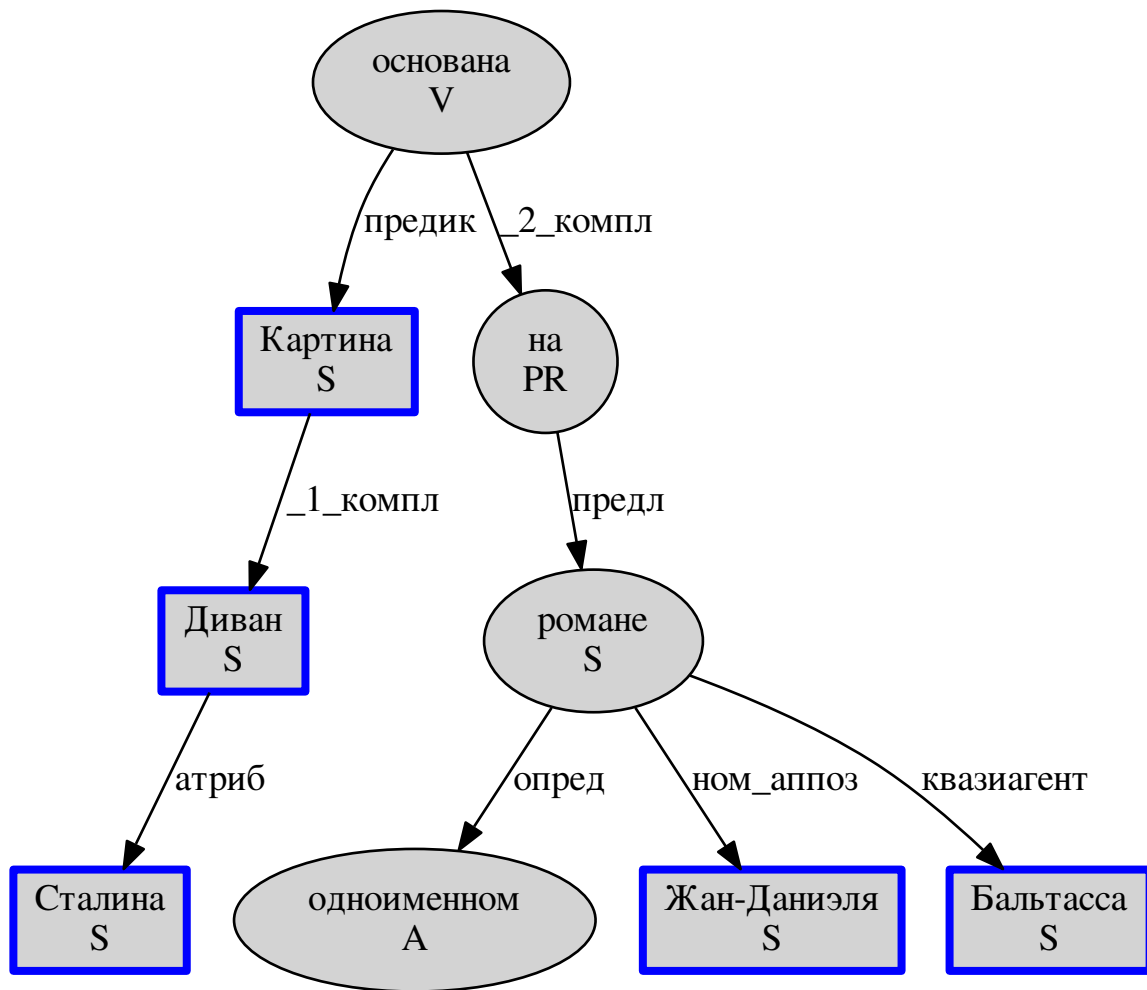 основана
V
предик
_2_компл
Картина
S
на
PR
_1_компл
предл
Диван
S
романе
S
атриб
опред
ном_аппоз
квазиагент
Сталина
S
одноименном
A
Жан-Даниэля
S
Бальтасса
S